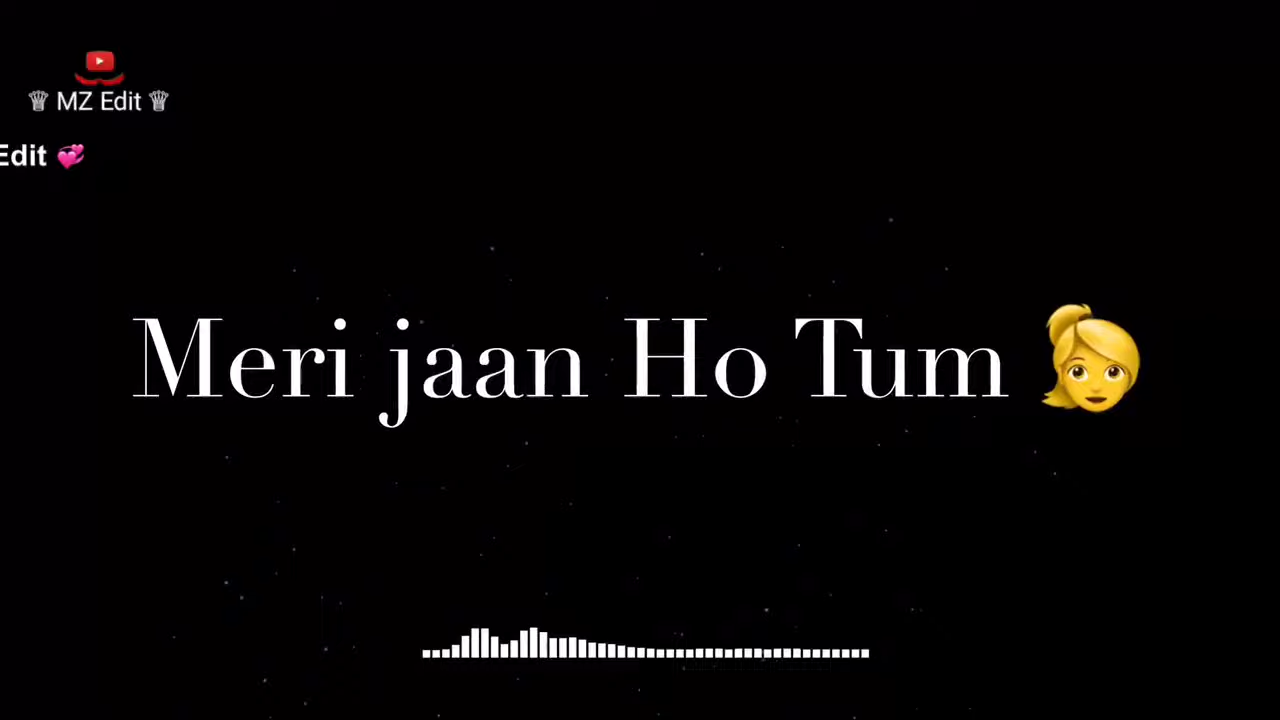 ♕ MZ Edit ♕
Edit 💞
Meri jaan Ho Tum 👱‍♀️